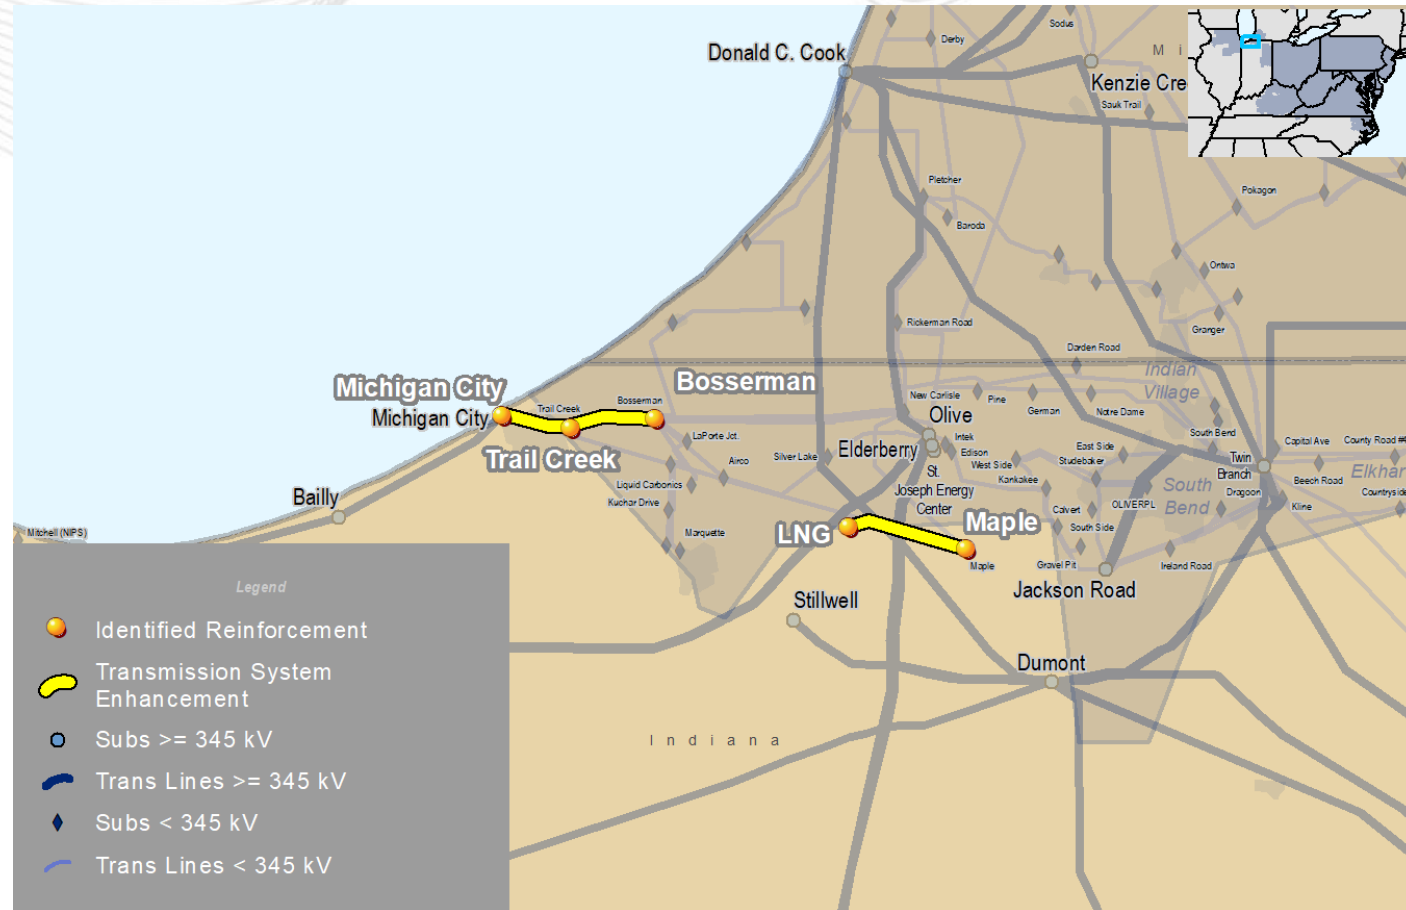 Sodus
Derby
Donald C. Cook
M i
Kenzie Cre
Sauk Trail
Pletcher
Pokagon
Baroda
Ontwa
Rickerman Road
Granger
Darden Road
Indian
Village
Michigan City
Bosserman
Michigan City
Trail Creek
Bosserman
New Carlisle
Pine
German
Notre Dame
Olive
LaPorte Jct.
Trail Creek
Silver Lake
Elderberry
Intek
Edison
West Side
East Side
Studebaker
South Bend
Twin
Branch
Capital Ave
County Road #
Airco
Liquid Carbonics
Kuchar Drive
St.
Joseph Energy
Center
Kankakee
Calvert
OLIVERPL
South
Bend
Dragoon
Beech Road
Elkhar
Countryside
Kline
Bailly
Mitchell (NIPS)
Marquette
LNG
Maple
Maple
South Side
Gravel Pit
Ireland Road
Jackson Road
Stillwell
Dumont
Indiana
Legend
Identified Reinforcement
Transmission System
Enhancement
Subs >= 345 kV
Trans Lines >= 345 kV
Subs < 345 kV
Trans Lines < 345 kV